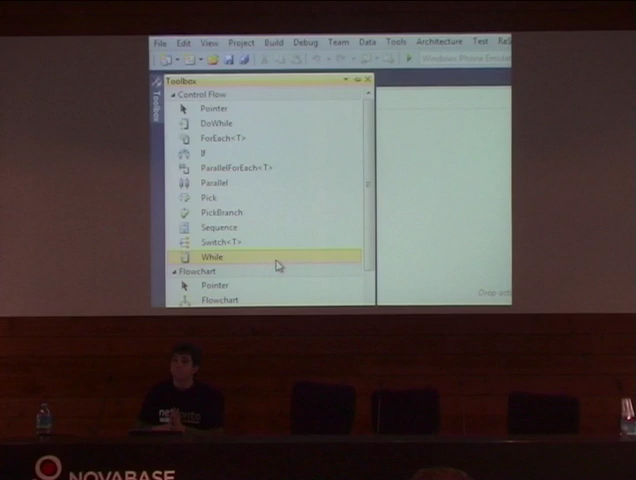 File Edit View Project Build Debug Team Data Tools Architecture Test
Toolbox
Toolbox
Control Flow
Pointer
DoWhile
ForEach<T>
If
ParallelForEach<T>
Parallel
Pick
PickBranch
Sequence
Switch<T>
While
Flowchart
Pointer
Flowchart
Drop
NOVABASE